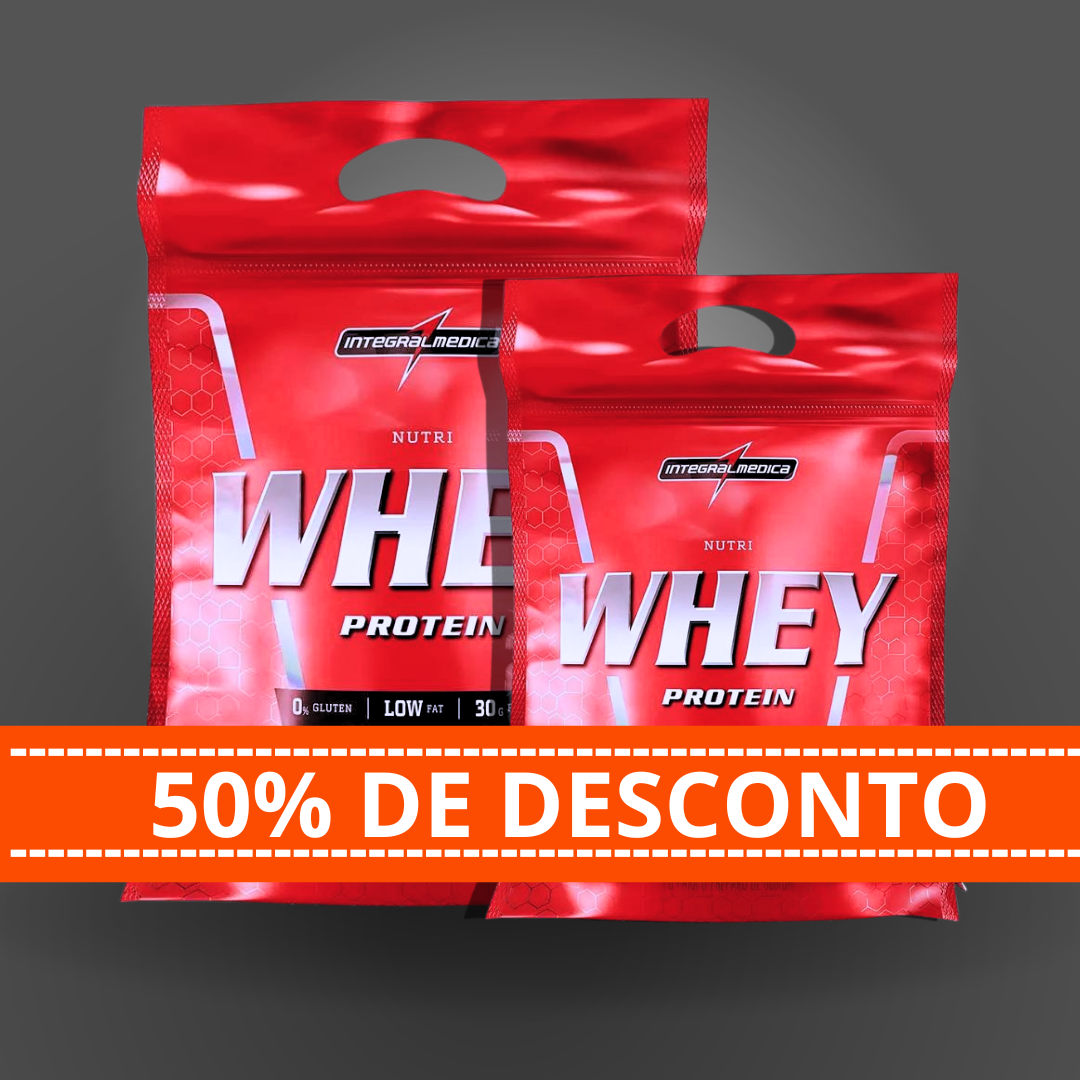 INTEGRALMEDICA
NUTRI
WHE
PROTEIN
0% GLUTEN | LOW FAT | 30G
INTEGRALMEDICA
NUTRI
WHEY
PROTEIN
50% DE DESCONTO